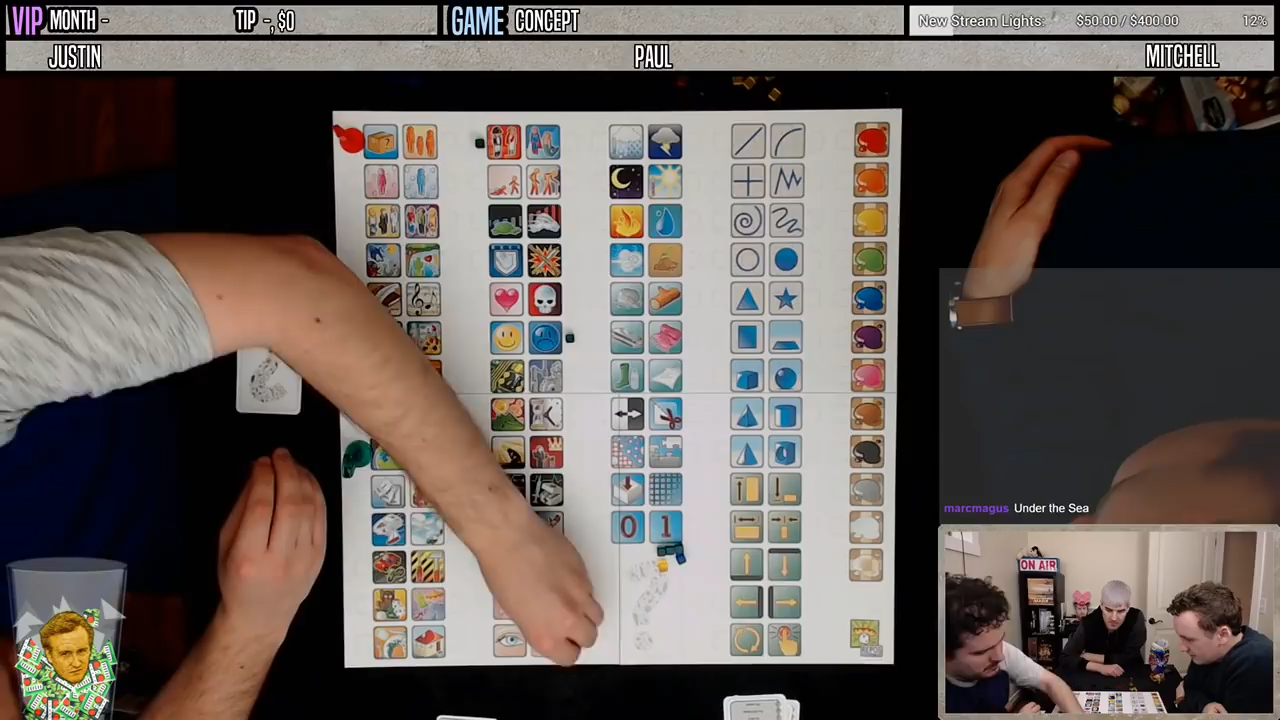 VIP MONTH -
TIP -, $0
GAME CONCEPT
New Stream Lights: $50.00 / $400.00 12%
JUSTIN
PAUL
MITCHELL
0 1
marcmagus Under the Sea
ON AIR